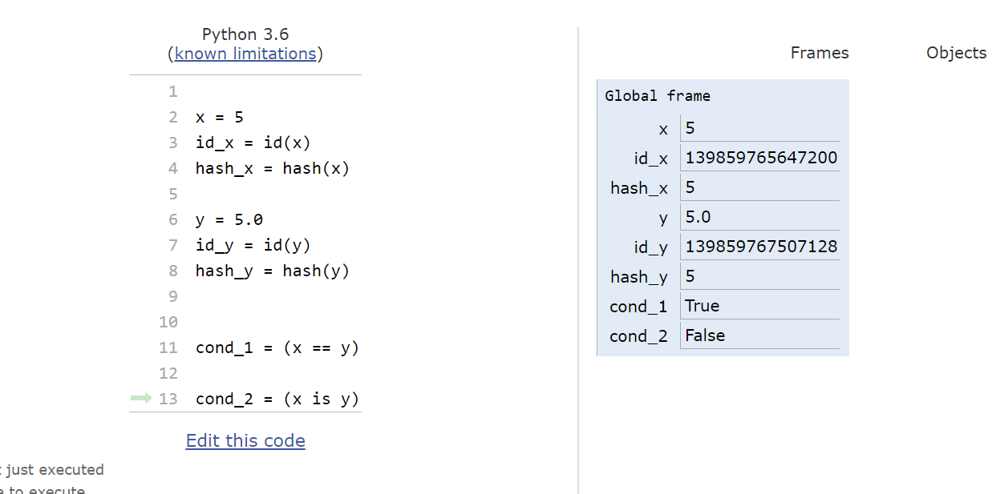 Python 3.6
(known limitations)
1
2 x = 5
3 id_x = id(x)
4 hash_x = hash(x)
5
6 y = 5.0
7 id_y = id(y)
8 hash_y = hash(y)
9
10
11 cond_1 = (x == y)
12
13 cond_2 = (x is y)
Edit this code
just executed
to execute
Frames Objects
Global frame
x 5
id_x 139859765647200
hash_x 5
y 5.0
id_y 139859767507128
hash_y 5
cond_1 True
cond_2 False